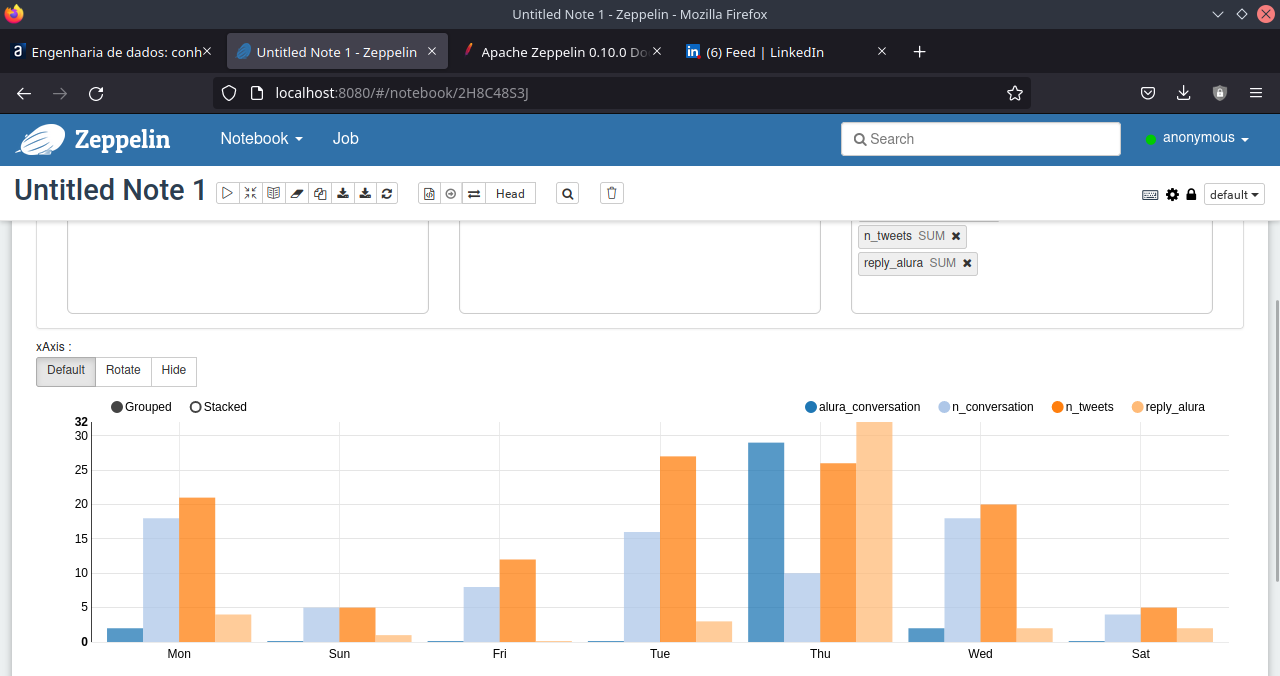 Untitled Note 1 - Zeppelin - Mozilla Firefox
Engenharia de dados: conh
Untitled Note 1 - Zeppelin
Apache Zeppelin 0.10.0 Do
(6) Feed | LinkedIn
localhost:8080/#/notebook/2H8C48S3J
Zeppelin
Notebook
Job
Search
anonymous
Untitled Note 1
Head
default
n_tweets SUM
reply_alura SUM
xAxis :
Default
Rotate
Hide
Grouped
Stacked
alura_conversation
n_conversation
n_tweets
reply_alura
32
30
25
20
15
10
5
0
Mon
Sun
Fri
Tue
Thu
Wed
Sat